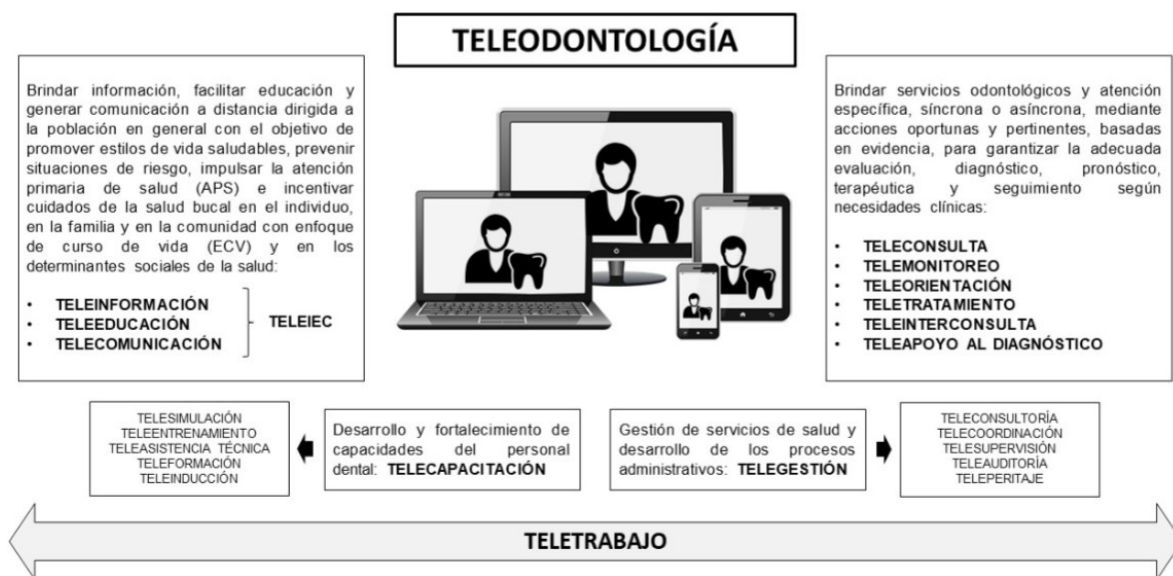 TELEODONTOLOGÍA
Brindar información, facilitar educación y
generar comunicación a distancia dirigida a
la población en general con el objetivo de
promover estilos de vida saludables, prevenir
situaciones de riesgo, impulsar la atención
primaria de salud (APS) e incentivar
cuidados de la salud bucal en el individuo,
en la familia y en la comunidad con enfoque
de curso de vida (ECV) y en los
determinantes sociales de la salud:
• TELEINFORMACIÓN
• TELEEDUCACIÓN
• TELECOMUNICACIÓN
TELEIEC
Brindar servicios odontológicos y atención
específica, síncrona o asíncrona, mediante
acciones oportunas y pertinentes, basadas
en evidencia, para garantizar la adecuada
evaluación, diagnóstico, pronóstico,
terapéutica y seguimiento según
necesidades clínicas:
• TELECONSULTA
• TELEMONITOREO
• TELEORIENTACIÓN
• TELETRATAMIENTO
• TELEINTERCONSULTA
• TELEAPOYO AL DIAGNÓSTICO
TELESIMULACIÓN
TELEENTRENAMIENTO
TELEASISTENCIA TÉCNICA
TELEFORMACIÓN
TELEINDUCCIÓN
Desarrollo y fortalecimiento de
capacidades del personal
dental: TELECAPACITACIÓN
Gestión de servicios de salud y
desarrollo de los procesos
administrativos: TELEGESTIÓN
TELECONSULTORÍA
TELECOORDINACIÓN
TELESUPERVISIÓN
TELEAUDITORÍA
TELEPERITAJE
TELETRABAJO